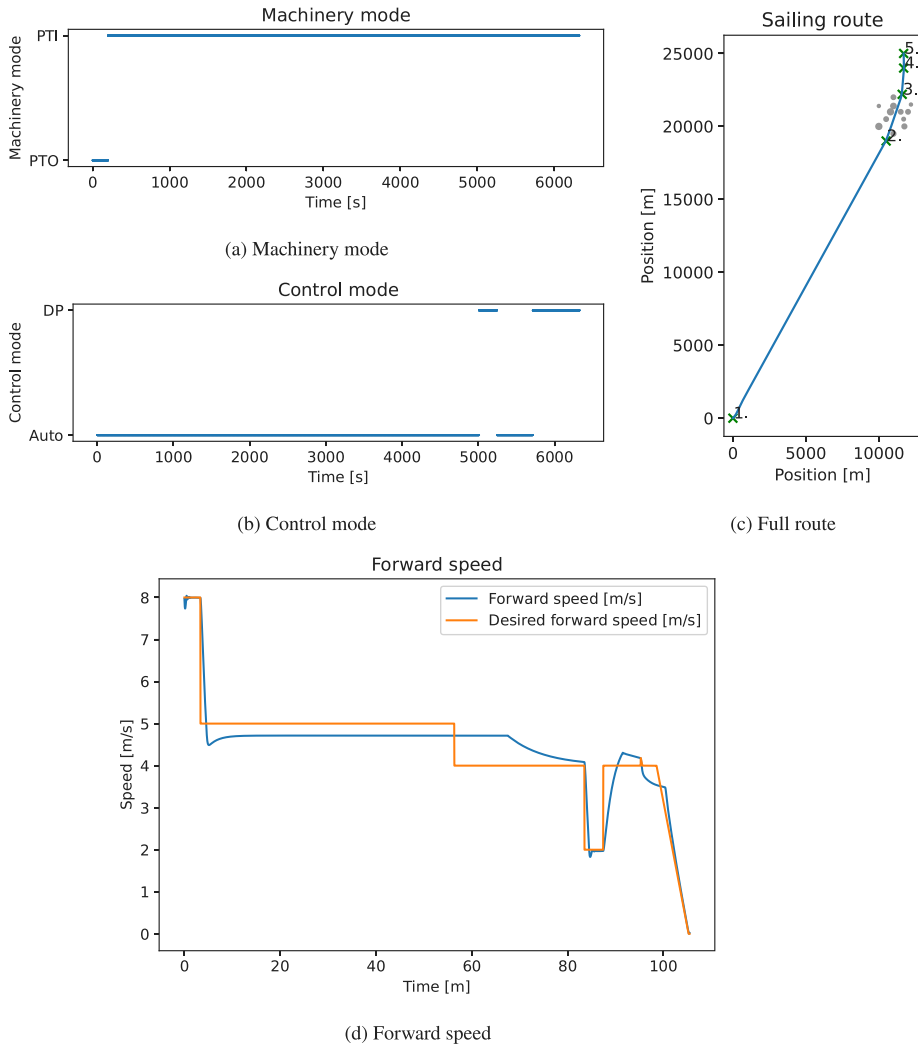 Machinery mode
Machinery mode
PTI
PTO
0 1000 2000 3000 4000 5000 6000
Time [s]
(a) Machinery mode
Control mode
Control mode
DP
Auto
0 1000 2000 3000 4000 5000 6000
Time [s]
(b) Control mode
Sailing route
Position [m]
25000
20000
15000
10000
5000
0
5.
4.
3.
2.
1.
0 5000 10000
Position [m]
(c) Full route
Forward speed
Forward speed [m/s]
Desired forward speed [m/s]
Speed [m/s]
8
7
6
5
4
3
2
1
0
0 20 40 60 80 100
Time [m]
(d) Forward speed